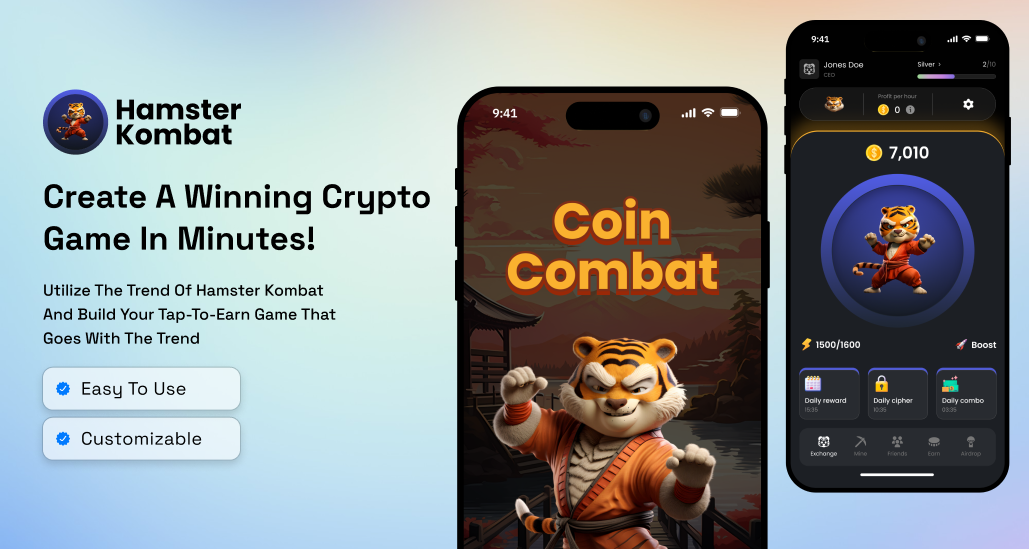 Hamster
Kombat
Create A Winning Crypto
Game In Minutes!
Utilize The Trend Of Hamster Kombat
And Build Your Tap-To-Earn Game That
Goes With The Trend
Easy To Use
Customizable
9:41
Coin
Combat
9:41
Jones Doe
CEO
Silver ›
2/10
Profit per hour
0
7,010
1500/1600
Boost
Daily reward
15:35
Daily cipher
10:35
Daily combo
03:35
Exchange
Mine
Friends
Earn
Airdrop